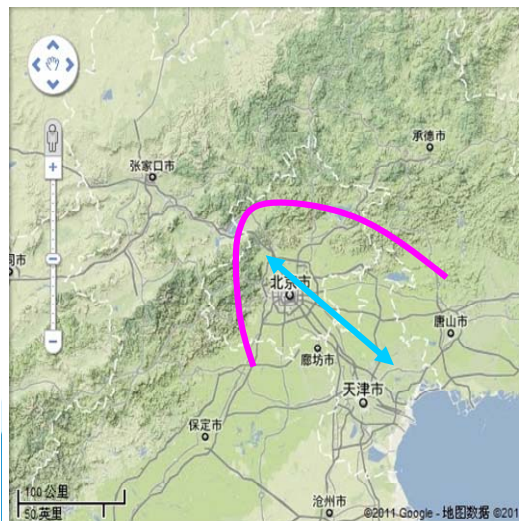 承德市
张家口市
同市
北京市
唐山市
廊坊市
天津市
保定市
100 公里
50 英里
沧州市
©2011 Google - 地图数据 ©201